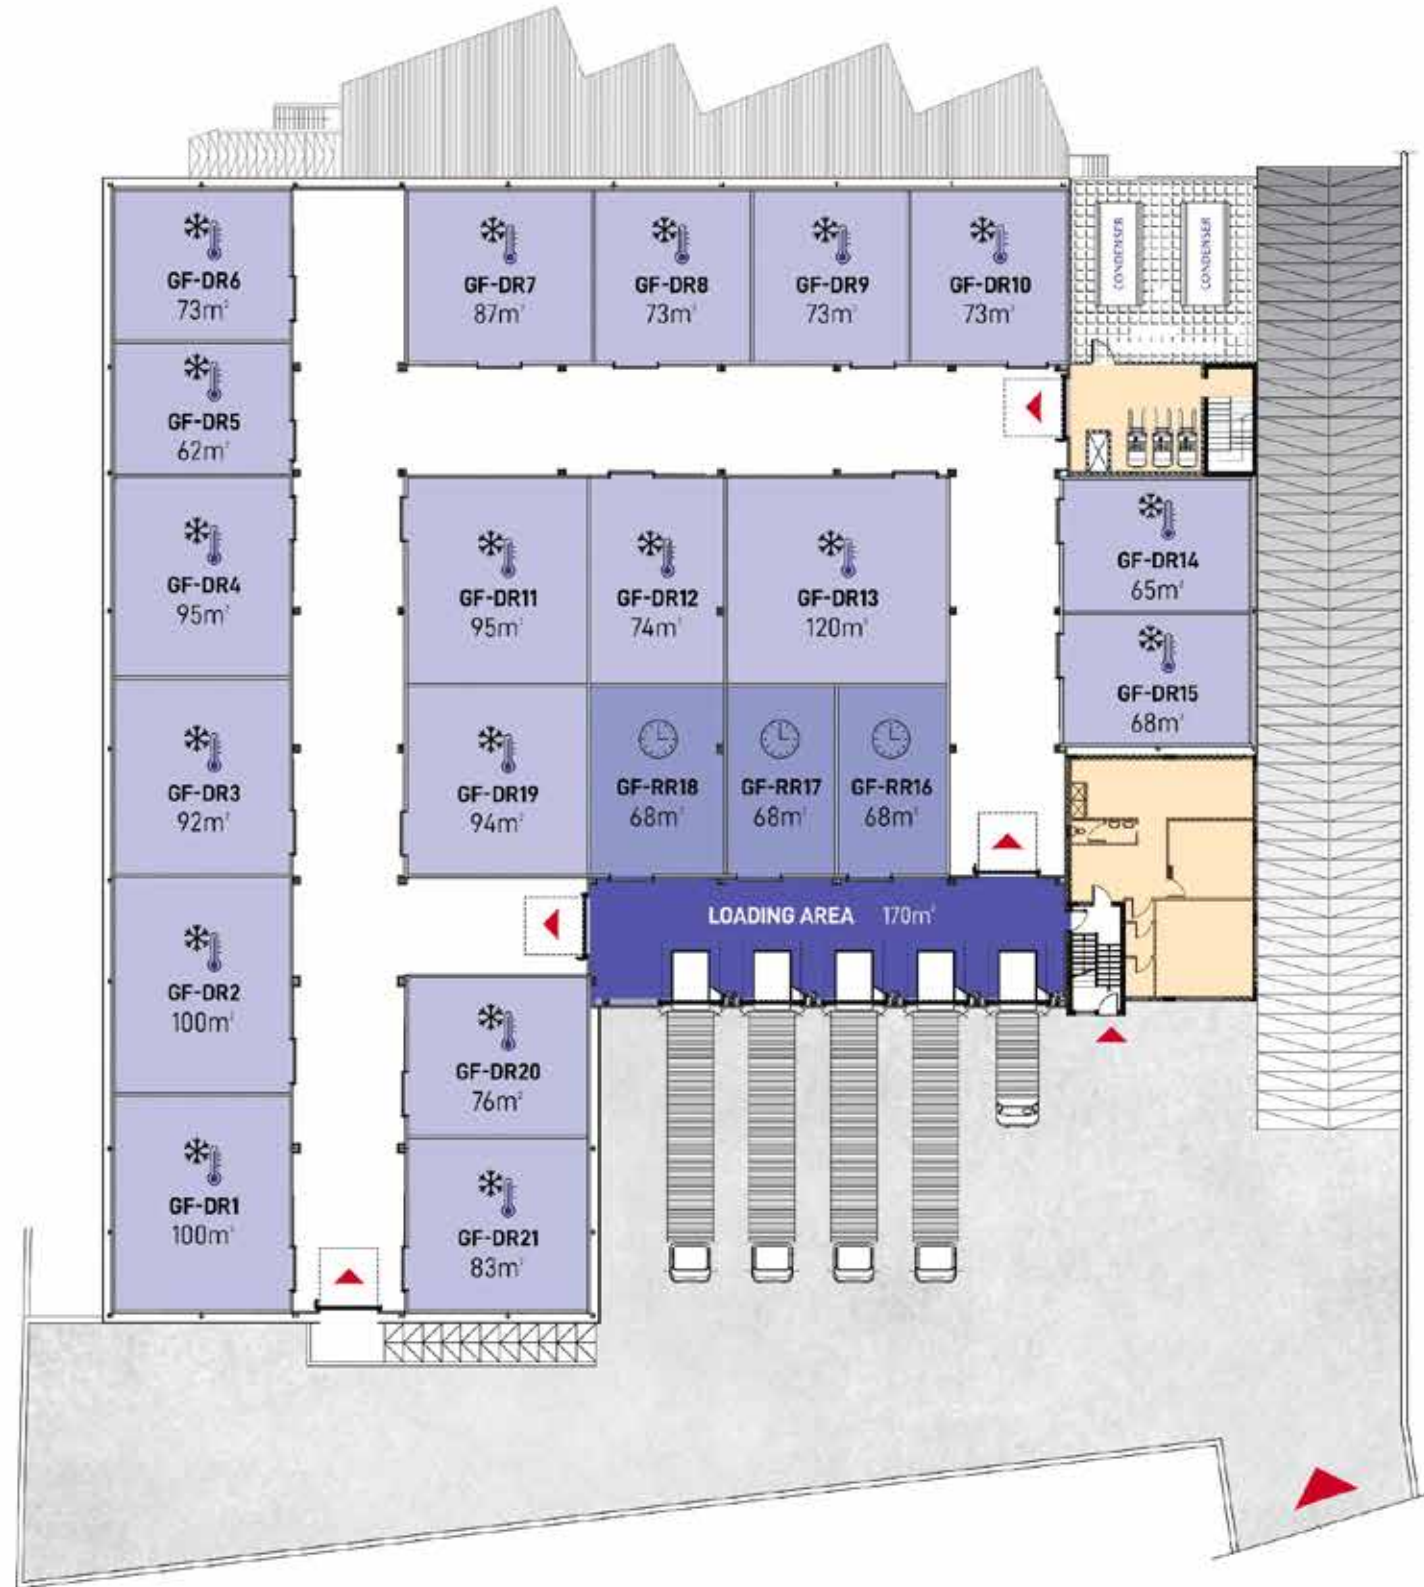 CONDENSER
CONDENSER
GF-DR6
73m²
GF-DR7
87m²
GF-DR8
73m²
GF-DR9
73m²
GF-DR10
73m²
GF-DR5
62m²
GF-DR4
95m²
GF-DR11
95m²
GF-DR12
74m²
GF-DR13
120m²
GF-DR14
65m²
GF-DR15
68m²
GF-DR3
92m²
GF-DR19
94m²
GF-RR18
68m²
GF-RR17
68m²
GF-RR16
68m²
LOADING AREA 170m²
GF-DR2
100m²
GF-DR20
76m²
GF-DR1
100m²
GF-DR21
83m²